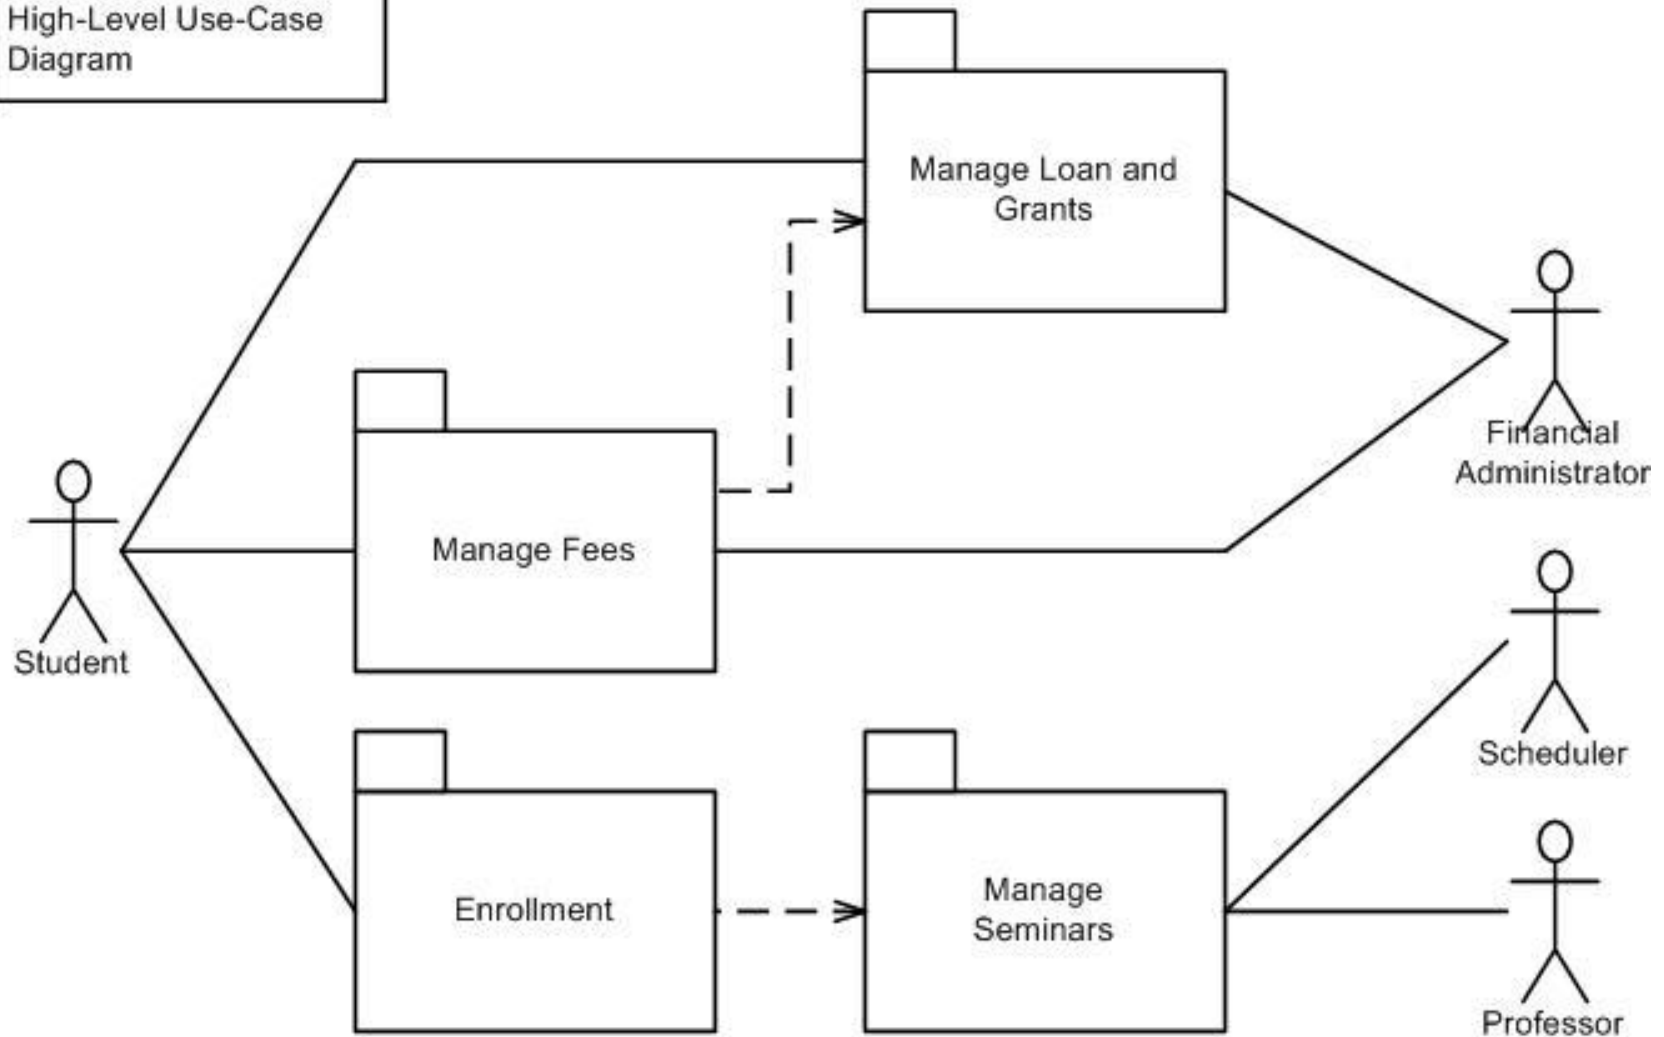 High-Level Use-Case
Diagram
Manage Loan and
Grants
Financial
Administrator
Manage Fees
Student
Scheduler
Enrollment
Manage
Seminars
Professor